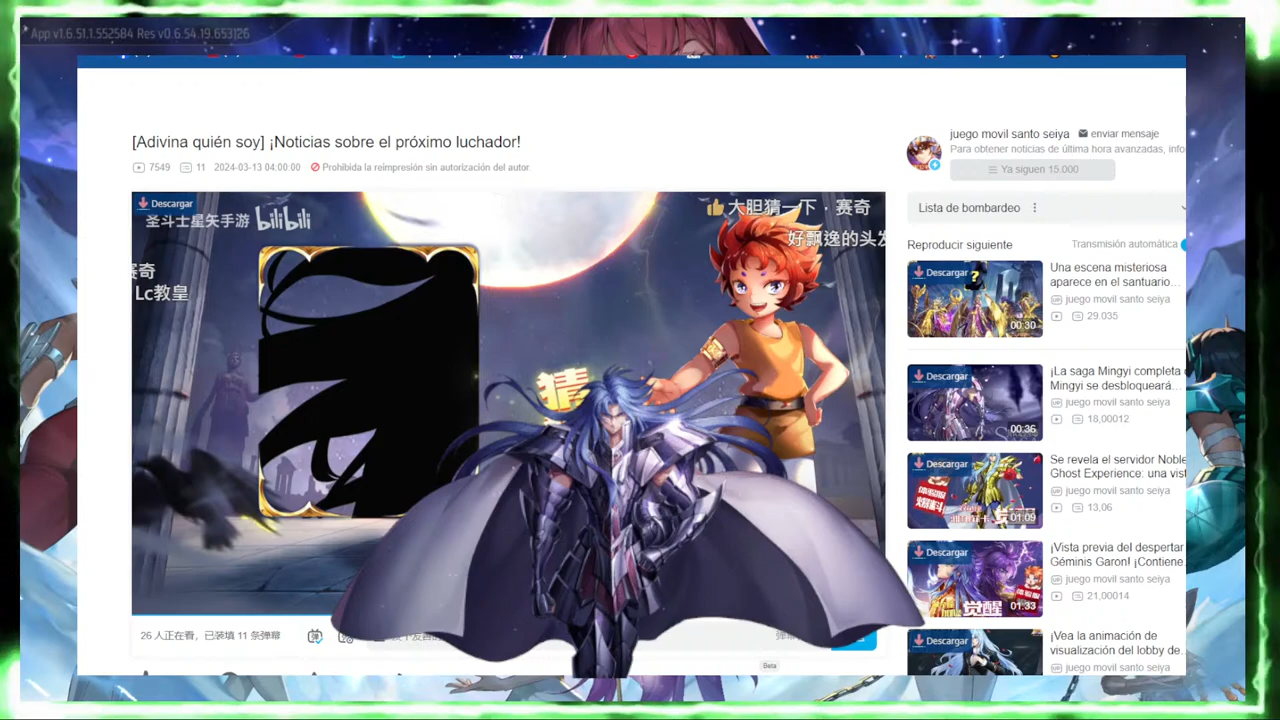 App v1.6.51.1.552584 Res v0.6.54.19.653|26
[Adivina quién soy] ¡Noticias sobre el próximo luchador!
7549 11 2024-03-13 04:00:00 Prohibida la reimpresión sin autorización del autor.
Descargar
圣斗士星矢手游 bilibili
大胆猜一下 · 赛奇
好飘逸的头发
赛奇
Lc教皇
猜
26 人正在看，已装填 11 条弹幕
弹
Beta
juego movil santo seiya enviar mensaje
Para obtener noticias de última hora avanzadas, info
Ya siguen 15.000
Lista de bombardeo
Reproducir siguiente Transmisión automática
Descargar
?
00:30
Una escena misteriosa
aparece en el santuario...
juego movil santo seiya
29.035
Descargar
00:36
¡La saga Mingyi completa
Mingyi se desbloqueará...
juego movil santo seiya
18,00012
Descargar
01:09
Se revela el servidor Noble
Ghost Experience: una vist
juego movil santo seiya
13,06
Descargar
觉醒
01:33
¡Vista previa del despertar
Géminis Garon! ¡Contiene
juego movil santo seiya
21,00014
Descargar
¡Vea la animación de
visualización del lobby de...
juego movil santo seiya